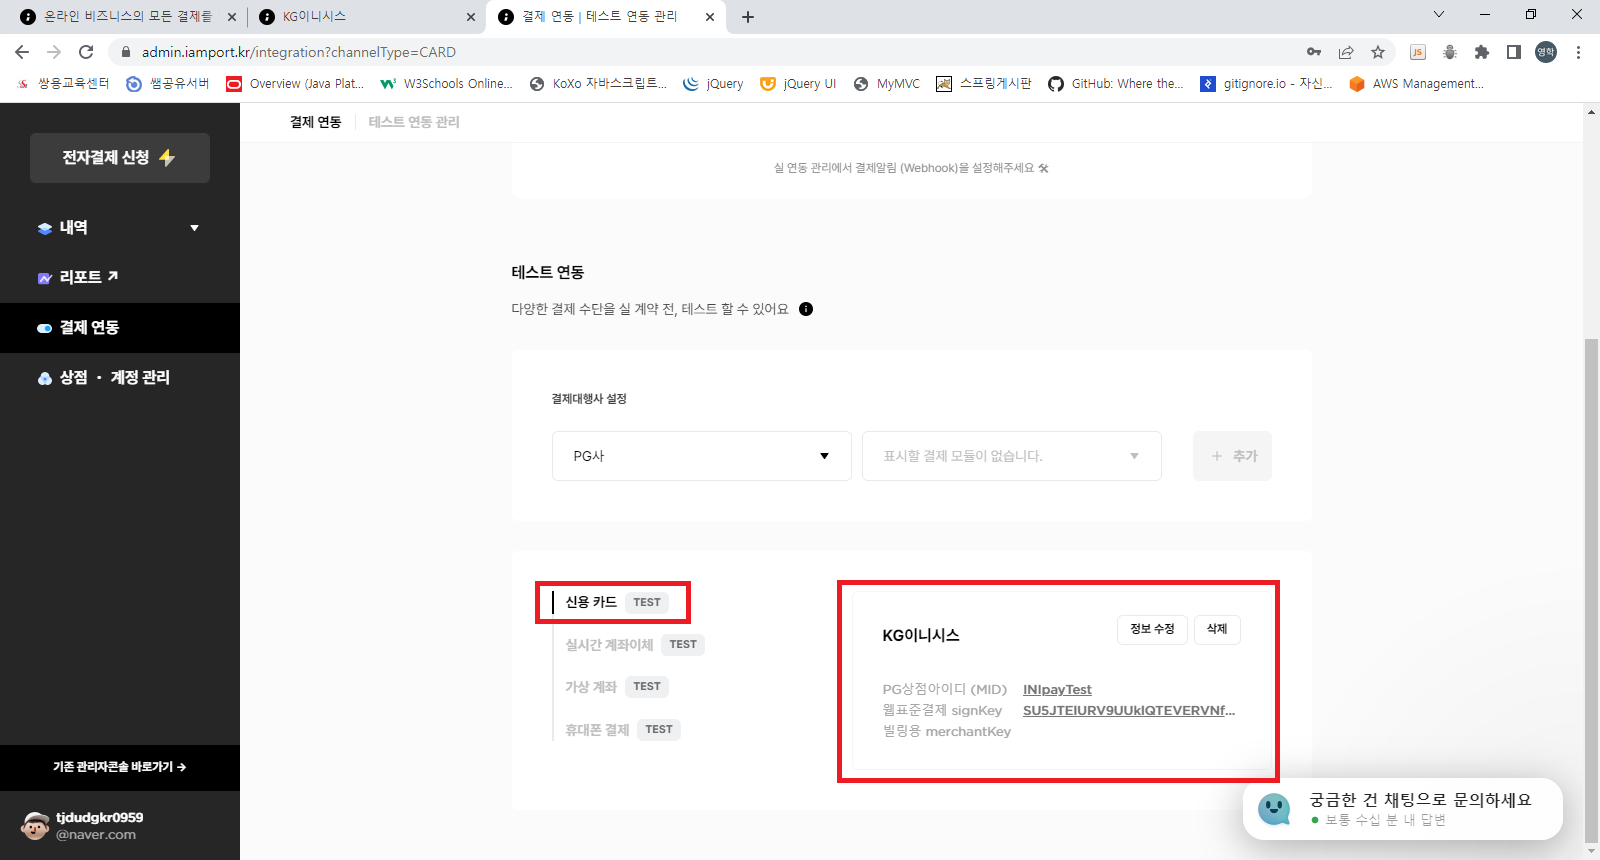 온라인 비즈니스의 모든 결제를
KG이니시스
결제 연동 | 테스트 연동 관리
admin.iamport.kr/integration?channelType=CARD
JS
영학
쌍용교육센터
쌤공유서버
Overview (Java Plat...
W3Schools Online...
KoXo 자바스크립트...
jQuery
jQuery UI
MyMVC
스프링게시판
GitHub: Where the...
gitignore.io - 자신...
AWS Management...
전자결제 신청
내역
리포트
결제 연동
상점 · 계정 관리
기존 관리자콘솔 바로가기 →
tjdudgkr0959
@naver.com
결제 연동
테스트 연동 관리
실 연동 관리에서 결제알림 (Webhook)을 설정해주세요 🛠
테스트 연동
다양한 결제 수단을 실 계약 전, 테스트 할 수 있어요
결제대행사 설정
PG사
표시할 결제 모듈이 없습니다.
+ 추가
신용 카드 TEST
실시간 계좌이체 TEST
가상 계좌 TEST
휴대폰 결제 TEST
KG이니시스
정보 수정
삭제
PG상점아이디 (MID) INIpayTest
웹표준결제 signKey SU5JTElURV9UUklQTEVERVNf...
빌링용 merchantKey
궁금한 건 채팅으로 문의하세요
보통 수십 분 내 답변